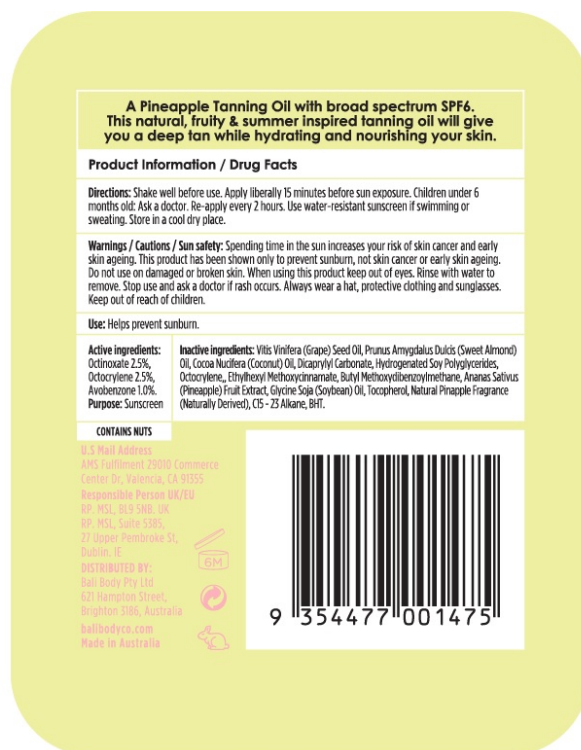 A Pineapple Tanning Oil with broad spectrum SPF6.
This natural, fruity & summer inspired tanning oil will give
you a deep tan while hydrating and nourishing your skin.
Product Information / Drug Facts
Directions: Shake well before use. Apply liberally 15 minutes before sun exposure. Children under 6
months old: Ask a doctor. Re-apply every 2 hours. Use water-resistant sunscreen if swimming or
sweating. Store in a cool dry place.
Warnings / Cautions / Sun safety: Spending time in the sun increases your risk of skin cancer and early
skin ageing. This product has been shown only to prevent sunburn, not skin cancer or early skin ageing.
Do not use on damaged or broken skin. When using this product keep out of eyes. Rinse with water to
remove. Stop use and ask a doctor if rash occurs. Always wear a hat, protective clothing and sunglasses.
Keep out of reach of children.
Use: Helps prevent sunburn.
Active ingredients:
Octinoxate 2.5%,
Octocrylene 2.5%,
Avobenzone 1.0%.
Purpose: Sunscreen
Inactive ingredients: Vitis Vinifera (Grape) Seed Oil, Prunus Amygdalus Dulcis (Sweet Almond)
Oil, Cocoa Nucifera (Coconut) Oil, Dicaprylyl Carbonate, Hydrogenated Soy Polyglycerides,
Octocrylene,, Ethylhexyl Methoxycinnamate, Butyl Methoxydibenzoylmethane, Ananas Sativus
(Pineapple) Fruit Extract, Glycine Soja (Soybean) Oil, Tocopherol, Natural Pinapple Fragrance
(Naturally Derived), C15 - 23 Alkane, BHT.
CONTAINS NUTS
U.S Mail Address
AMS Fulfilment 29010 Commerce
Center Dr, Valencia, CA 91355
Responsible Person UK/EU
RP. MSL, BL9 5NB. UK
RP. MSL, Suite 5385,
27 Upper Pembroke St,
Dublin. IE
DISTRIBUTED BY:
Bali Body Pty Ltd
621 Hampton Street,
Brighton 3186, Australia
balibodyco.com
Made in Australia
6M
9 354477 001475